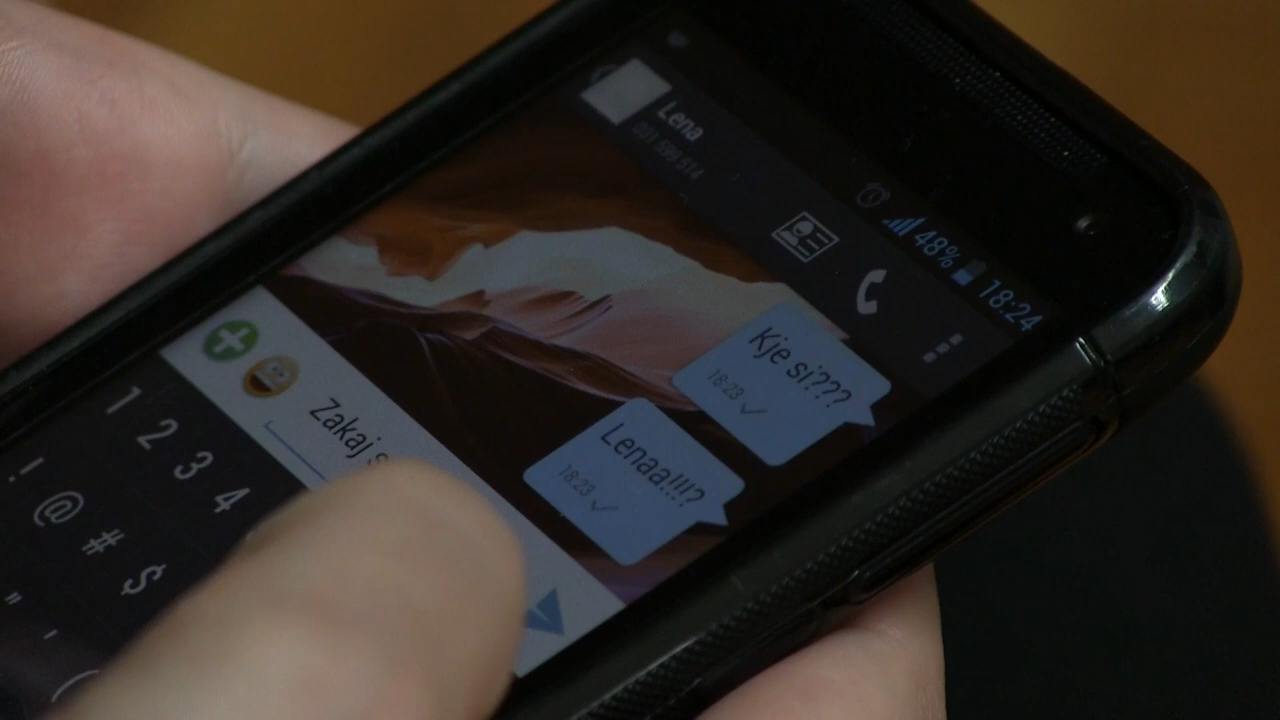 48% 18:24
Lena
Kje si???
18:23
Lenaa!!!?
18:23
Zakaj s
1 2 3 4
! @ # $
" ' (